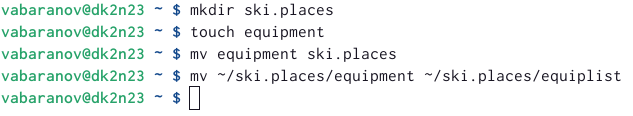 vabaranov@dk2n23 ~ $ mkdir ski.places
vabaranov@dk2n23 ~ $ touch equipment
vabaranov@dk2n23 ~ $ mv equipment ski.places
vabaranov@dk2n23 ~ $ mv ~/ski.places/equipment ~/ski.places/equiplist
vabaranov@dk2n23 ~ $